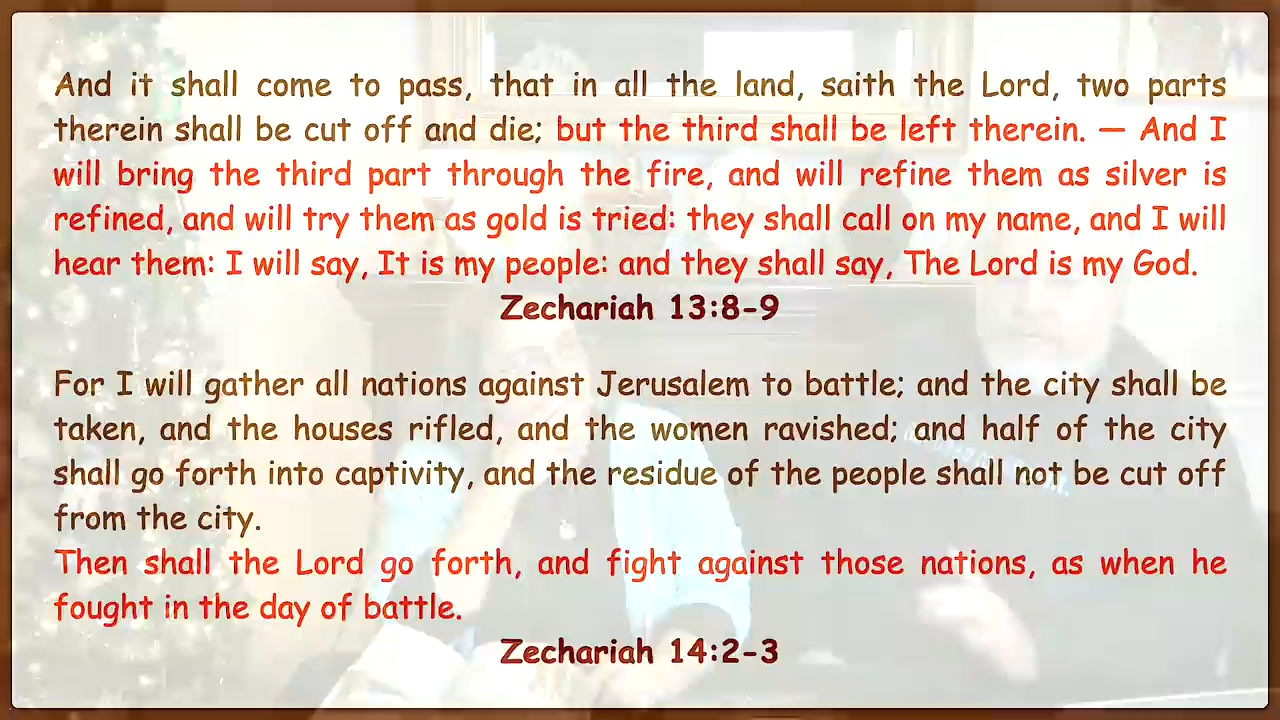 And it shall come to pass, that in all the land, saith the Lord, two parts
therein shall be cut off and die; but the third shall be left therein. — And I
will bring the third part through the fire, and will refine them as silver is
refined, and will try them as gold is tried: they shall call on my name, and I will
hear them: I will say, It is my people: and they shall say, The Lord is my God.
Zechariah 13:8-9
For I will gather all nations against Jerusalem to battle; and the city shall be
taken, and the houses rifled, and the women ravished; and half of the city
shall go forth into captivity, and the residue of the people shall not be cut off
from the city.
Then shall the Lord go forth, and fight against those nations, as when he
fought in the day of battle.
Zechariah 14:2-3